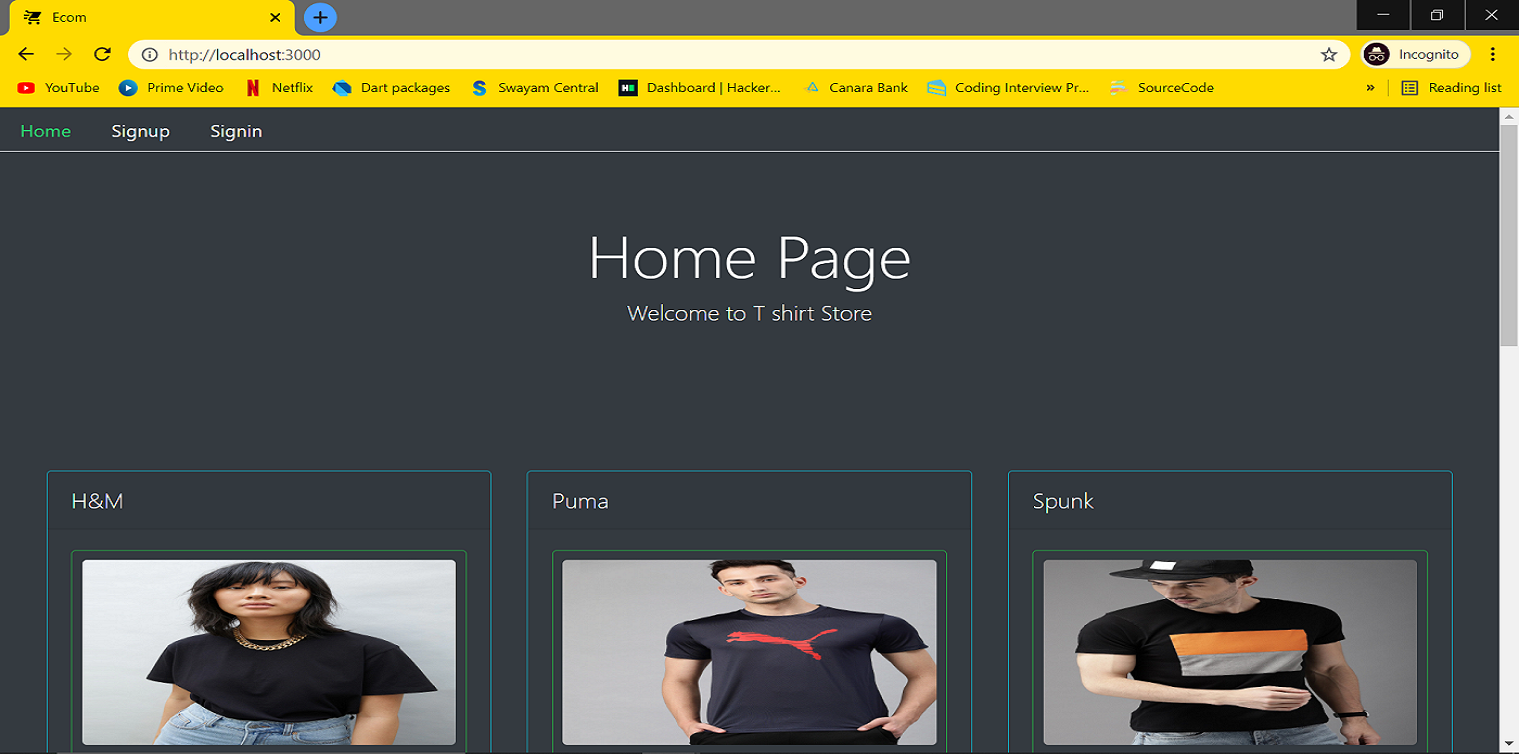 Ecom
http://localhost:3000
Incognito
YouTube Prime Video Netflix Dart packages Swayam Central Dashboard | Hacker... Canara Bank Coding Interview Pr... SourceCode » Reading list
Home Signup Signin
Home Page
Welcome to T shirt Store
H&M Puma Spunk